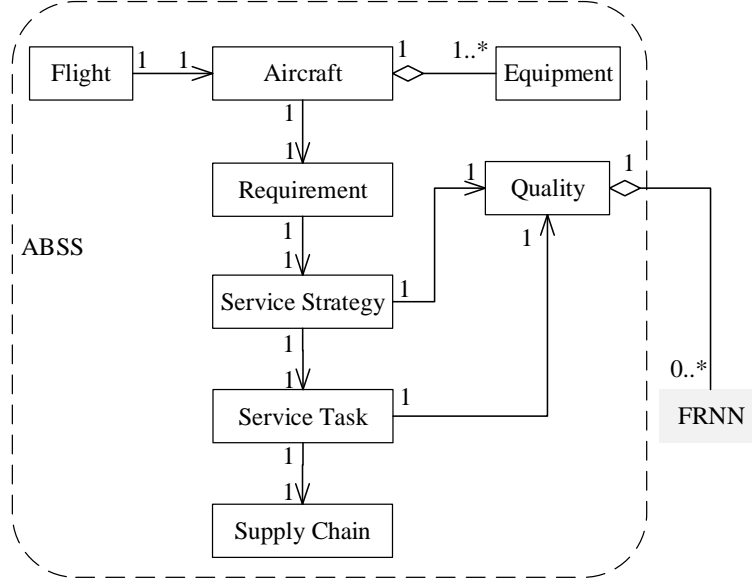 1
1..*
Flight
1
1
Aircraft
Equipment
1
1
1
Requirement
1
Quality
1
1
ABSS
1
Service Strategy
1
1
1
0..*
1
Service Task
1
FRNN
1
1
Supply Chain